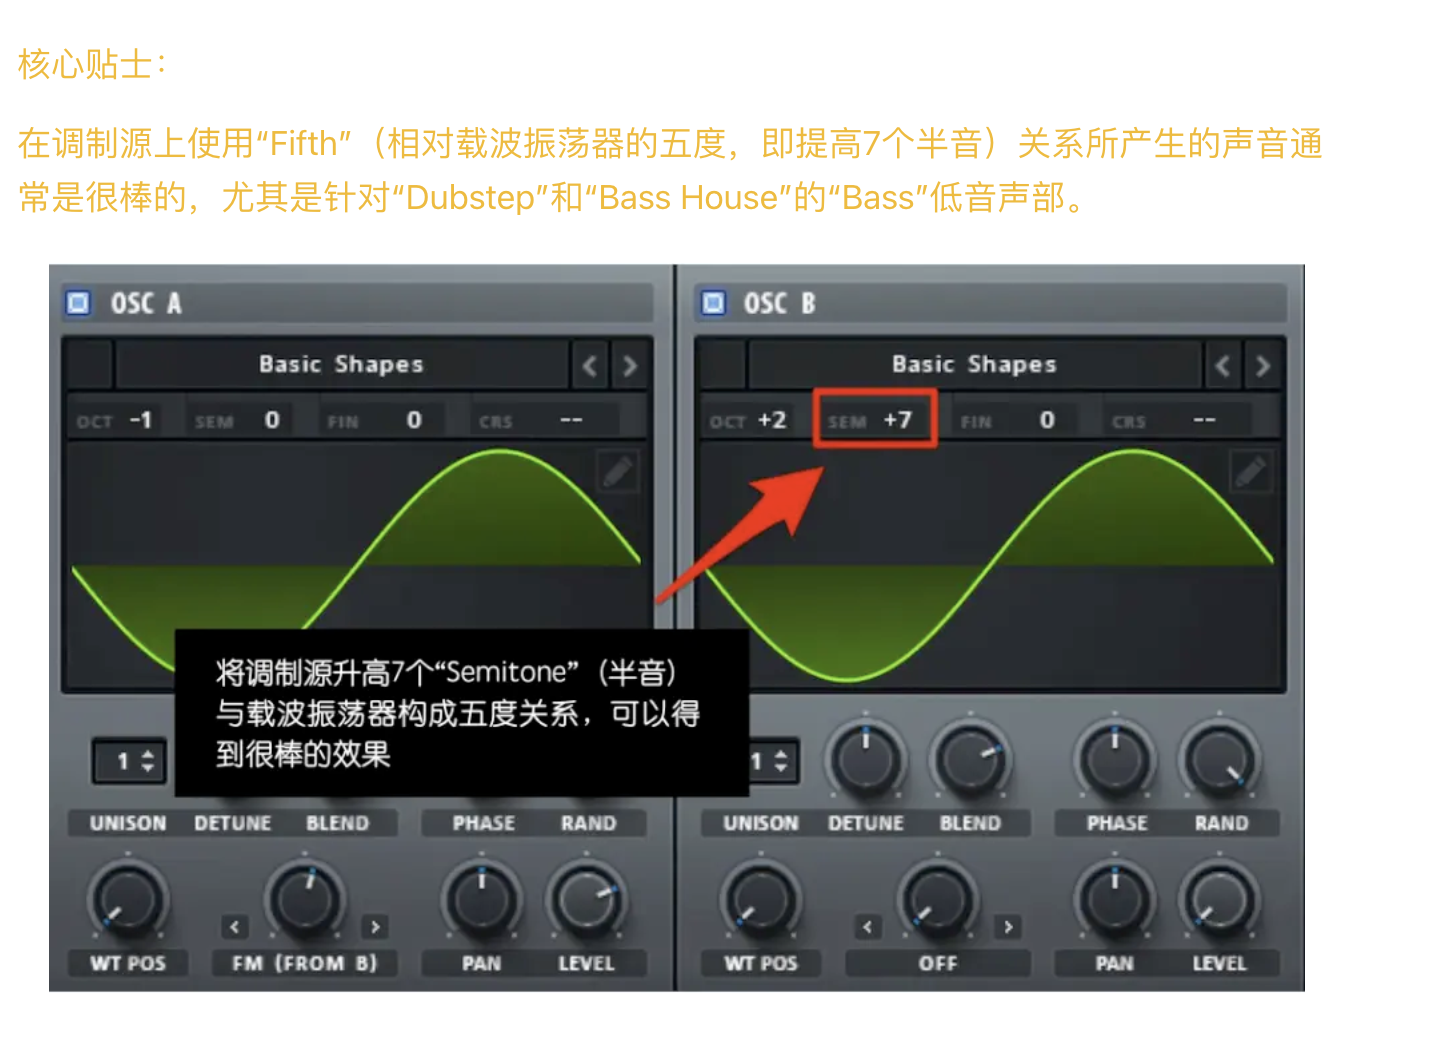 核心贴士：
在调制源上使用“Fifth”（相对载波振荡器的五度，即提高7个半音）关系所产生的声音通
常是很棒的，尤其是针对“Dubstep”和“Bass House”的“Bass”低音声部。
OSC A
OSC B
Basic Shapes
Basic Shapes
OCT -1 SEM 0 FIN 0 CRS --
OCT +2 SEM +7 FIN 0 CRS --
将调制源升高7个“Semitone”（半音）
与载波振荡器构成五度关系，可以得
到很棒的效果
1
1
UNISON DETUNE BLEND PHASE RAND
UNISON DETUNE BLEND PHASE RAND
WT POS FM (FROM B) PAN LEVEL
WT POS OFF PAN LEVEL